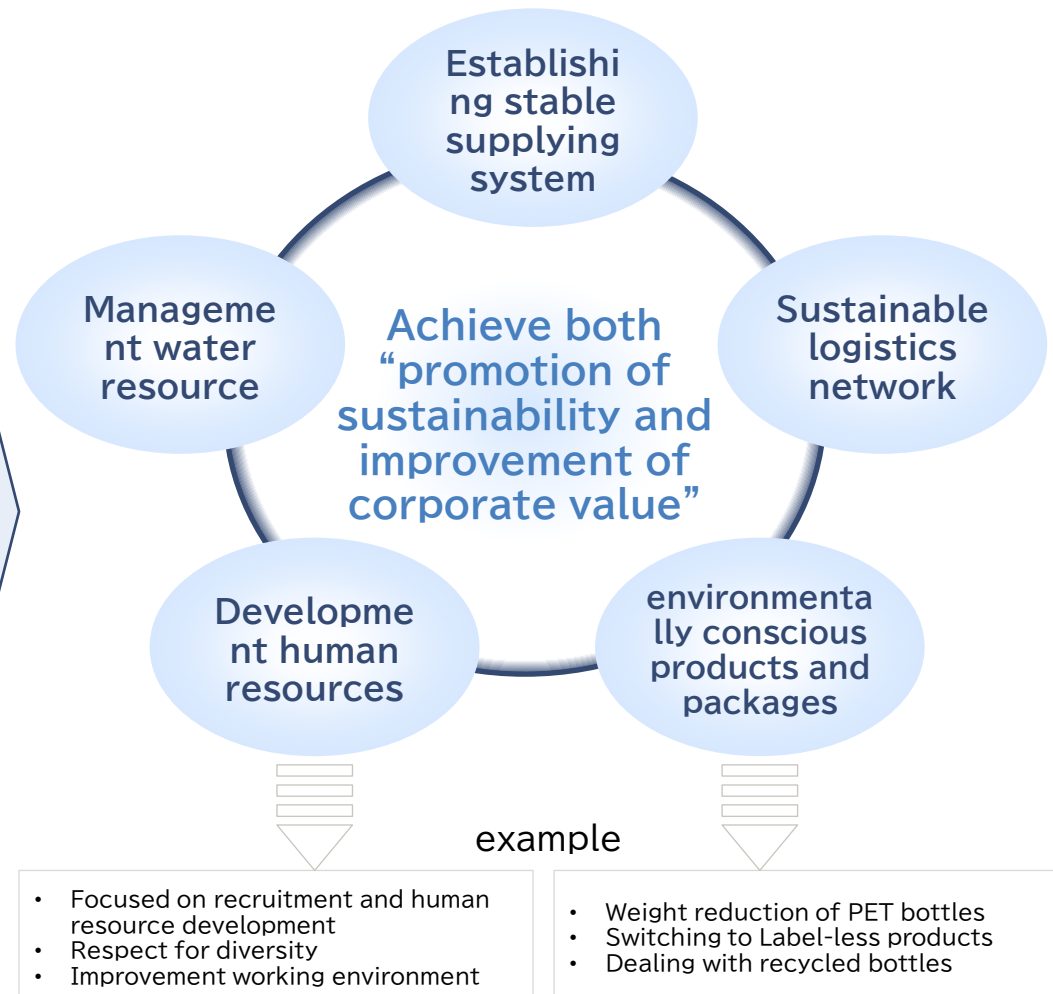 Establishi
ng stable
supplying
system
Manageme
nt water
resource
Achieve both
“promotion of
sustainability and
improvement of
corporate value”
Sustainable
logistics
network
Developme
nt human
resources
environmenta
lly conscious
products and
packages
example
• Focused on recruitment and human
resource development
• Respect for diversity
• Improvement working environment
• Weight reduction of PET bottles
• Switching to Label-less products
• Dealing with recycled bottles